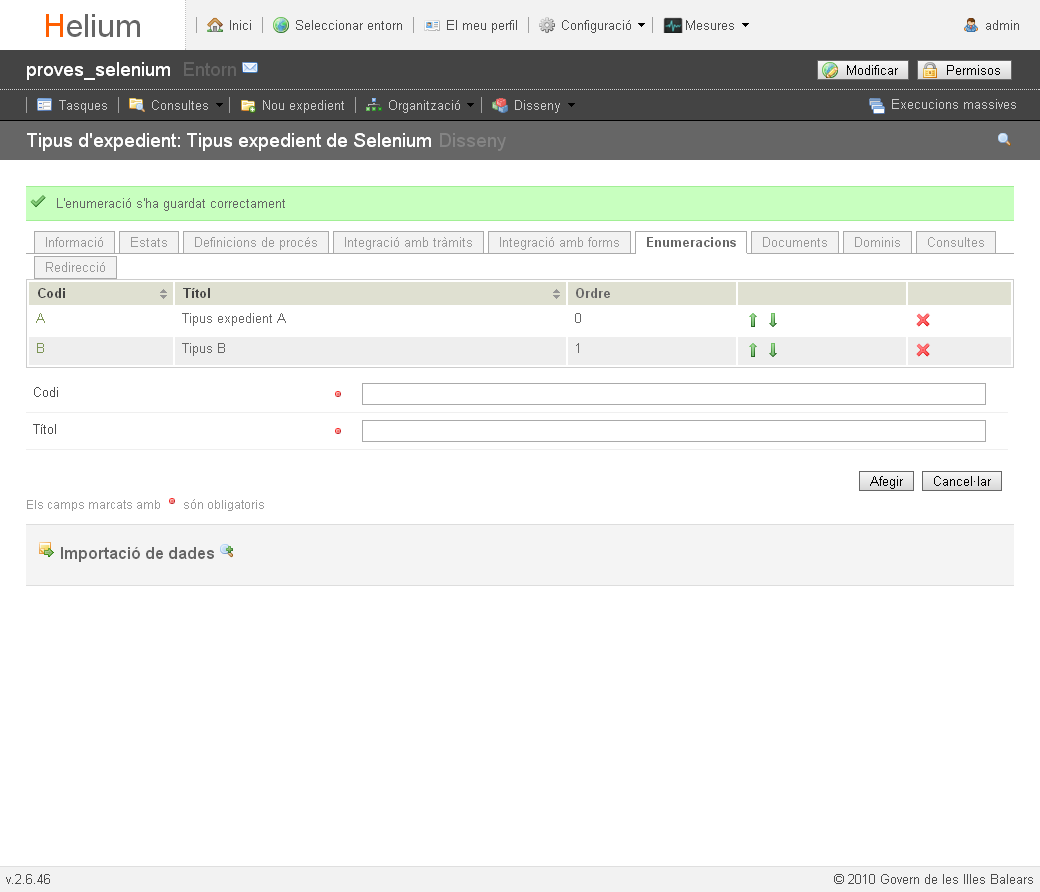 Helium
Inici Seleccionar entorn El meu perfil Configuració Mesures admin
proves_selenium Entorn Modificar Permisos
Tasques Consultes Nou expedient Organització Disseny Execucions massives
Tipus d'expedient: Tipus expedient de Selenium Disseny
L'enumeració s'ha guardat correctament
Informació Estats Definicions de procés Integració amb tràmits Integració amb forms Enumeracions Documents Dominis Consultes
Redirecció
Codi Títol Ordre
A Tipus expedient A 0
B Tipus B 1
Codi
Títol
Afegir Cancel·lar
Els camps marcats amb són obligatoris
Importació de dades
v.2.6.46 © 2010 Govern de les Illes Balears